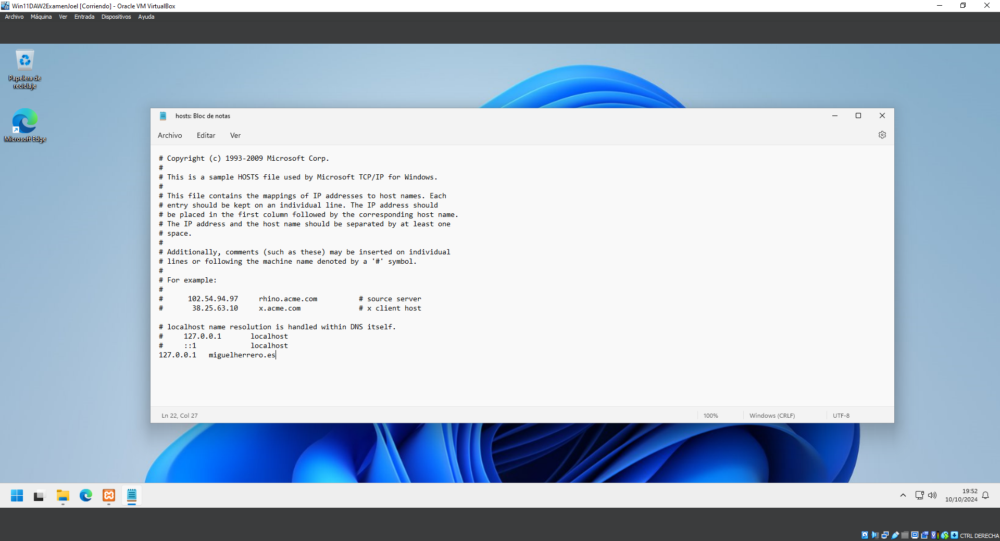 Win11DAW2ExamenJoel [Corriendo] - Oracle VM VirtualBox
Archivo Máquina Ver Entrada Dispositivos Ayuda
Papelera de
reciclaje
Microsoft Edge
hosts: Bloc de notas
Archivo Editar Ver
# Copyright (c) 1993-2009 Microsoft Corp.
#
# This is a sample HOSTS file used by Microsoft TCP/IP for Windows.
#
# This file contains the mappings of IP addresses to host names. Each
# entry should be kept on an individual line. The IP address should
# be placed in the first column followed by the corresponding host name.
# The IP address and the host name should be separated by at least one
# space.
#
# Additionally, comments (such as these) may be inserted on individual
# lines or following the machine name denoted by a '#' symbol.
#
# For example:
#
#      102.54.94.97     rhino.acme.com          # source server
#       38.25.63.10     x.acme.com              # x client host

# localhost name resolution is handled within DNS itself.
#     127.0.0.1       localhost
#     ::1             localhost
127.0.0.1   miguelherrero.es
Ln 22, Col 27
100%
Windows (CRLF)
UTF-8
19:52
10/10/2024
CTRL DERECHA